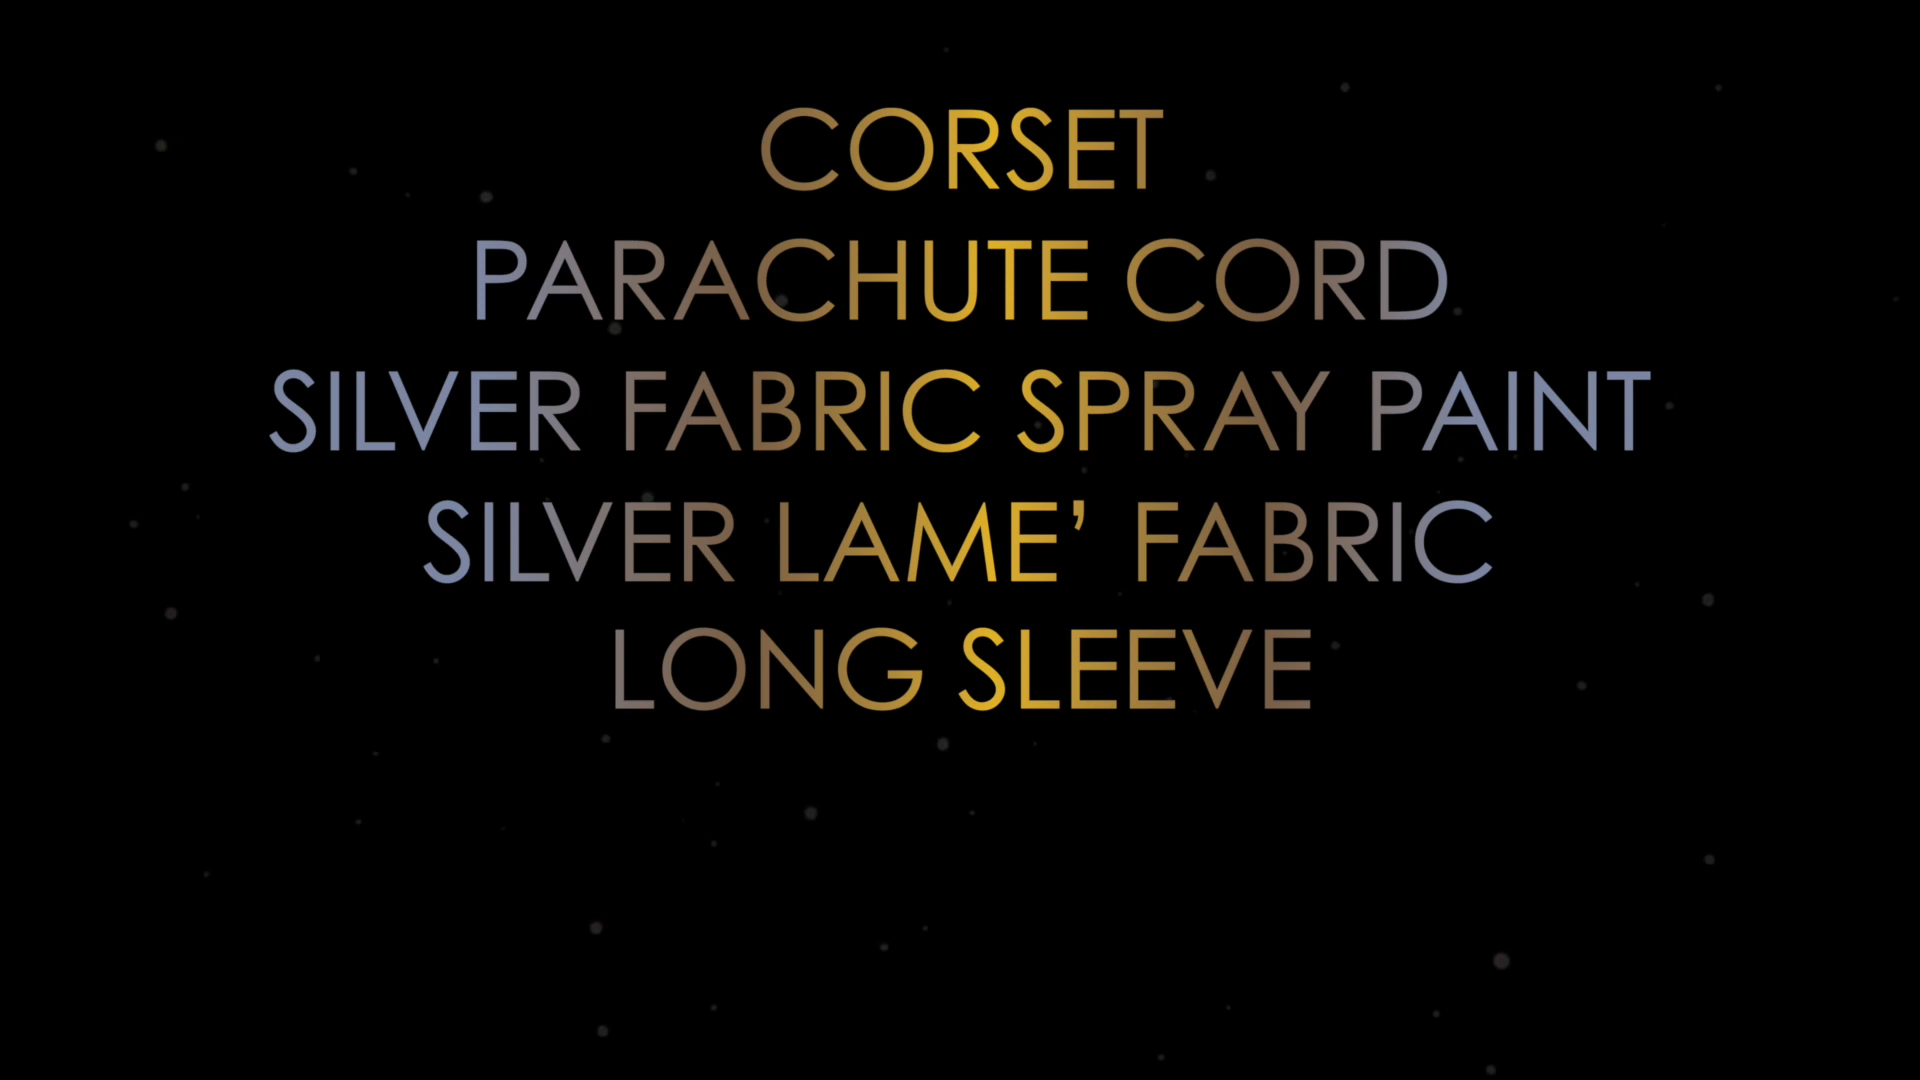 CORSET
PARACHUTE CORD
SILVER FABRIC SPRAY PAINT
SILVER LAME’ FABRIC
LONG SLEEVE